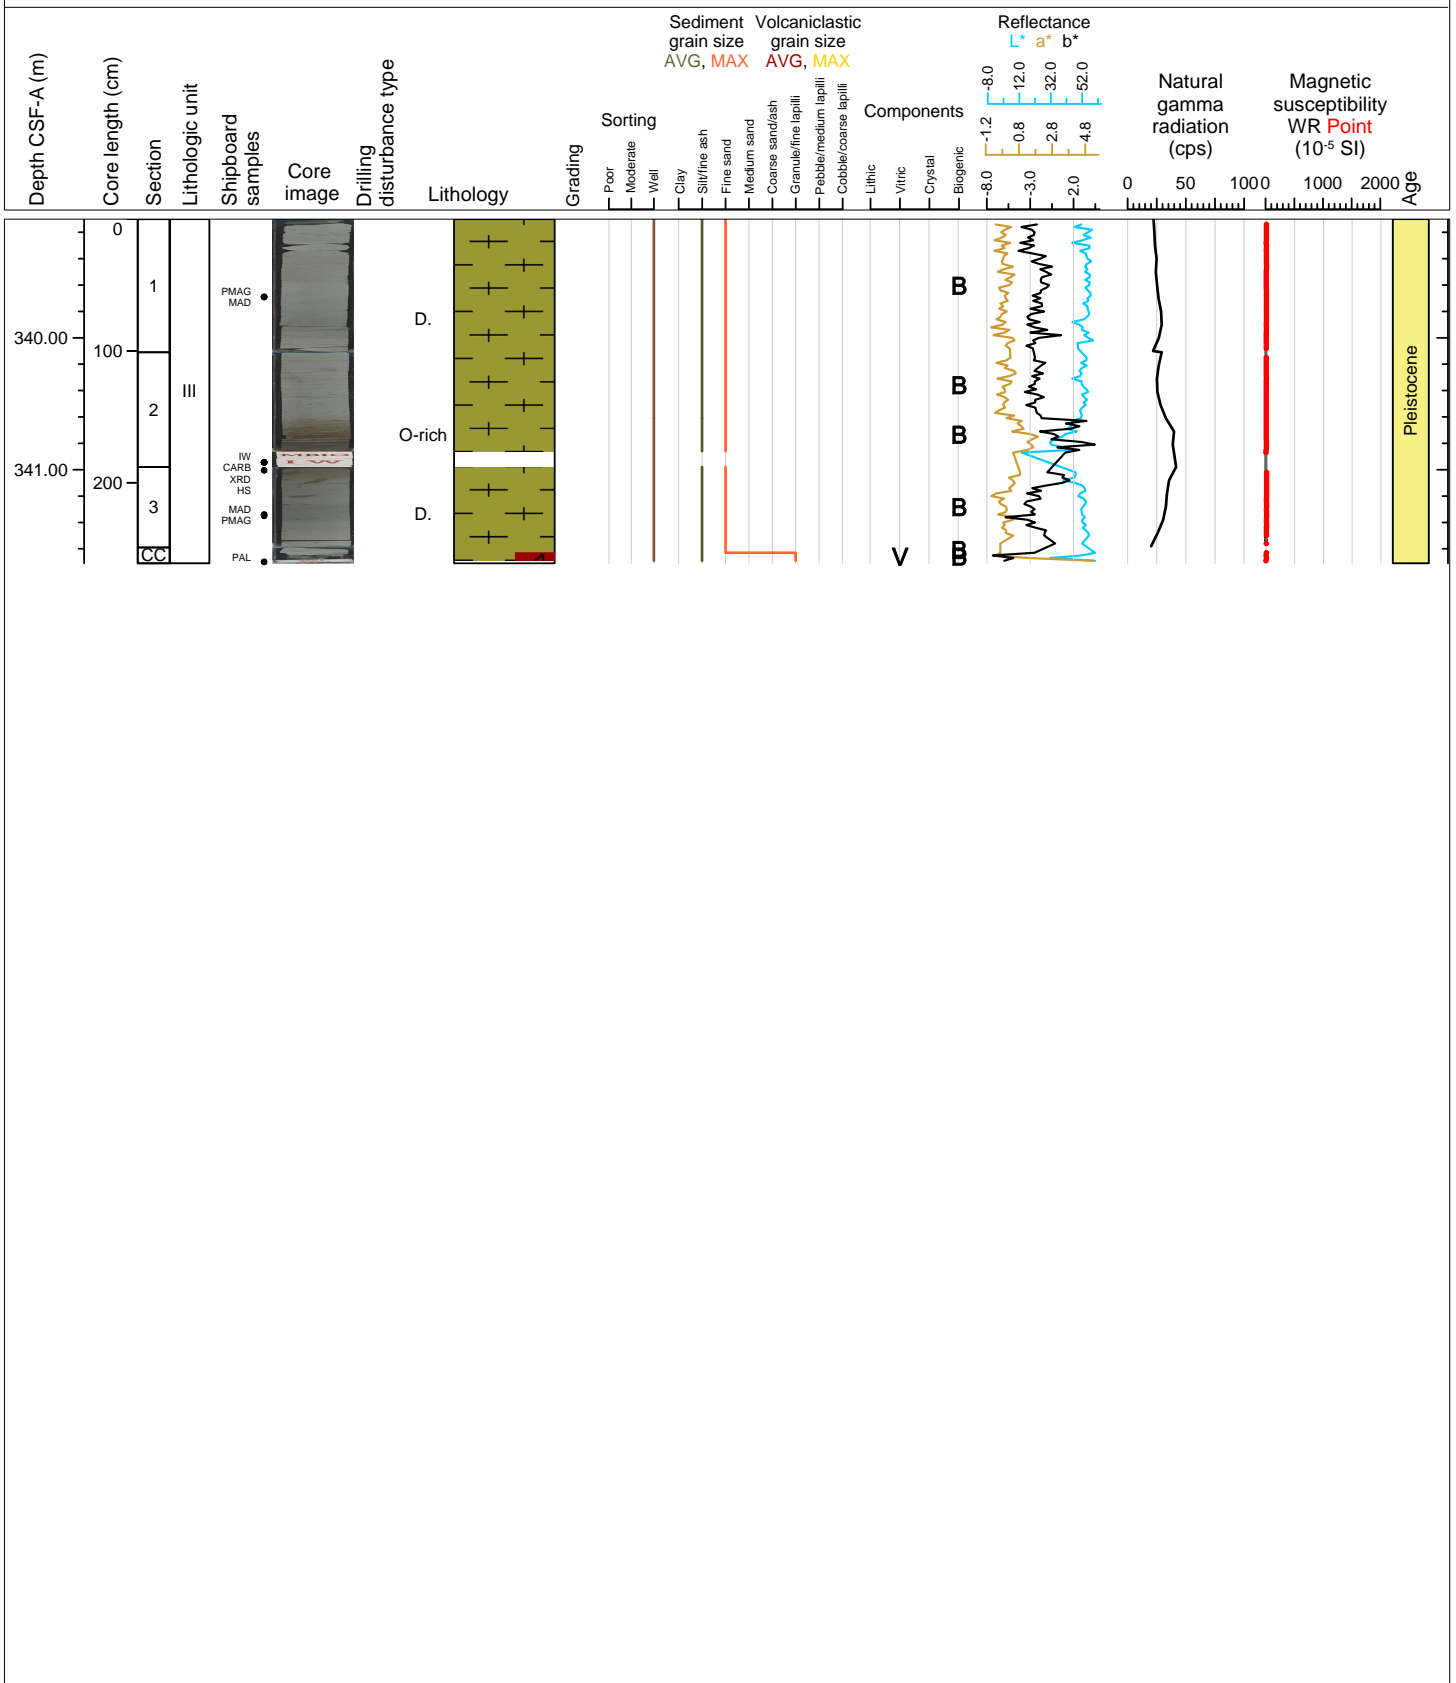 Depth CSF-A (m)
Core length (cm)
Section
Lithologic unit
Shipboard
samples
Core
image
Drilling
disturbance type
Lithology
Grading
Sorting
Poor
Moderate
Well
Sediment
grain size
AVG, MAX
Volcaniclastic
grain size
AVG, MAX
Clay
Silt/fine ash
Fine sand
Medium sand
Coarse sand/ash
Granule/fine lapilli
Pebble/medium lapilli
Cobble/coarse lapilli
Components
Lithic
Vitric
Crystal
Biogenic
Reflectance
L* a* b*
-8.0 12.0 32.0 52.0
-1.2 0.8 2.8 4.8
-8.0 -3.0 2.0
Natural
gamma
radiation
(cps)
0 50 100
Magnetic
susceptibility
WR Point
(10⁻⁵ SI)
0 1000 2000
Age
0
1
PMAG
MAD
B
D.
340.00
100
Pleistocene
B
III
2
O-rich
B
IW
MBIO
IW
CARB
341.00
XRD
200
HS
3
B
MAD
D.
PMAG
B
CC
PAL
V
B